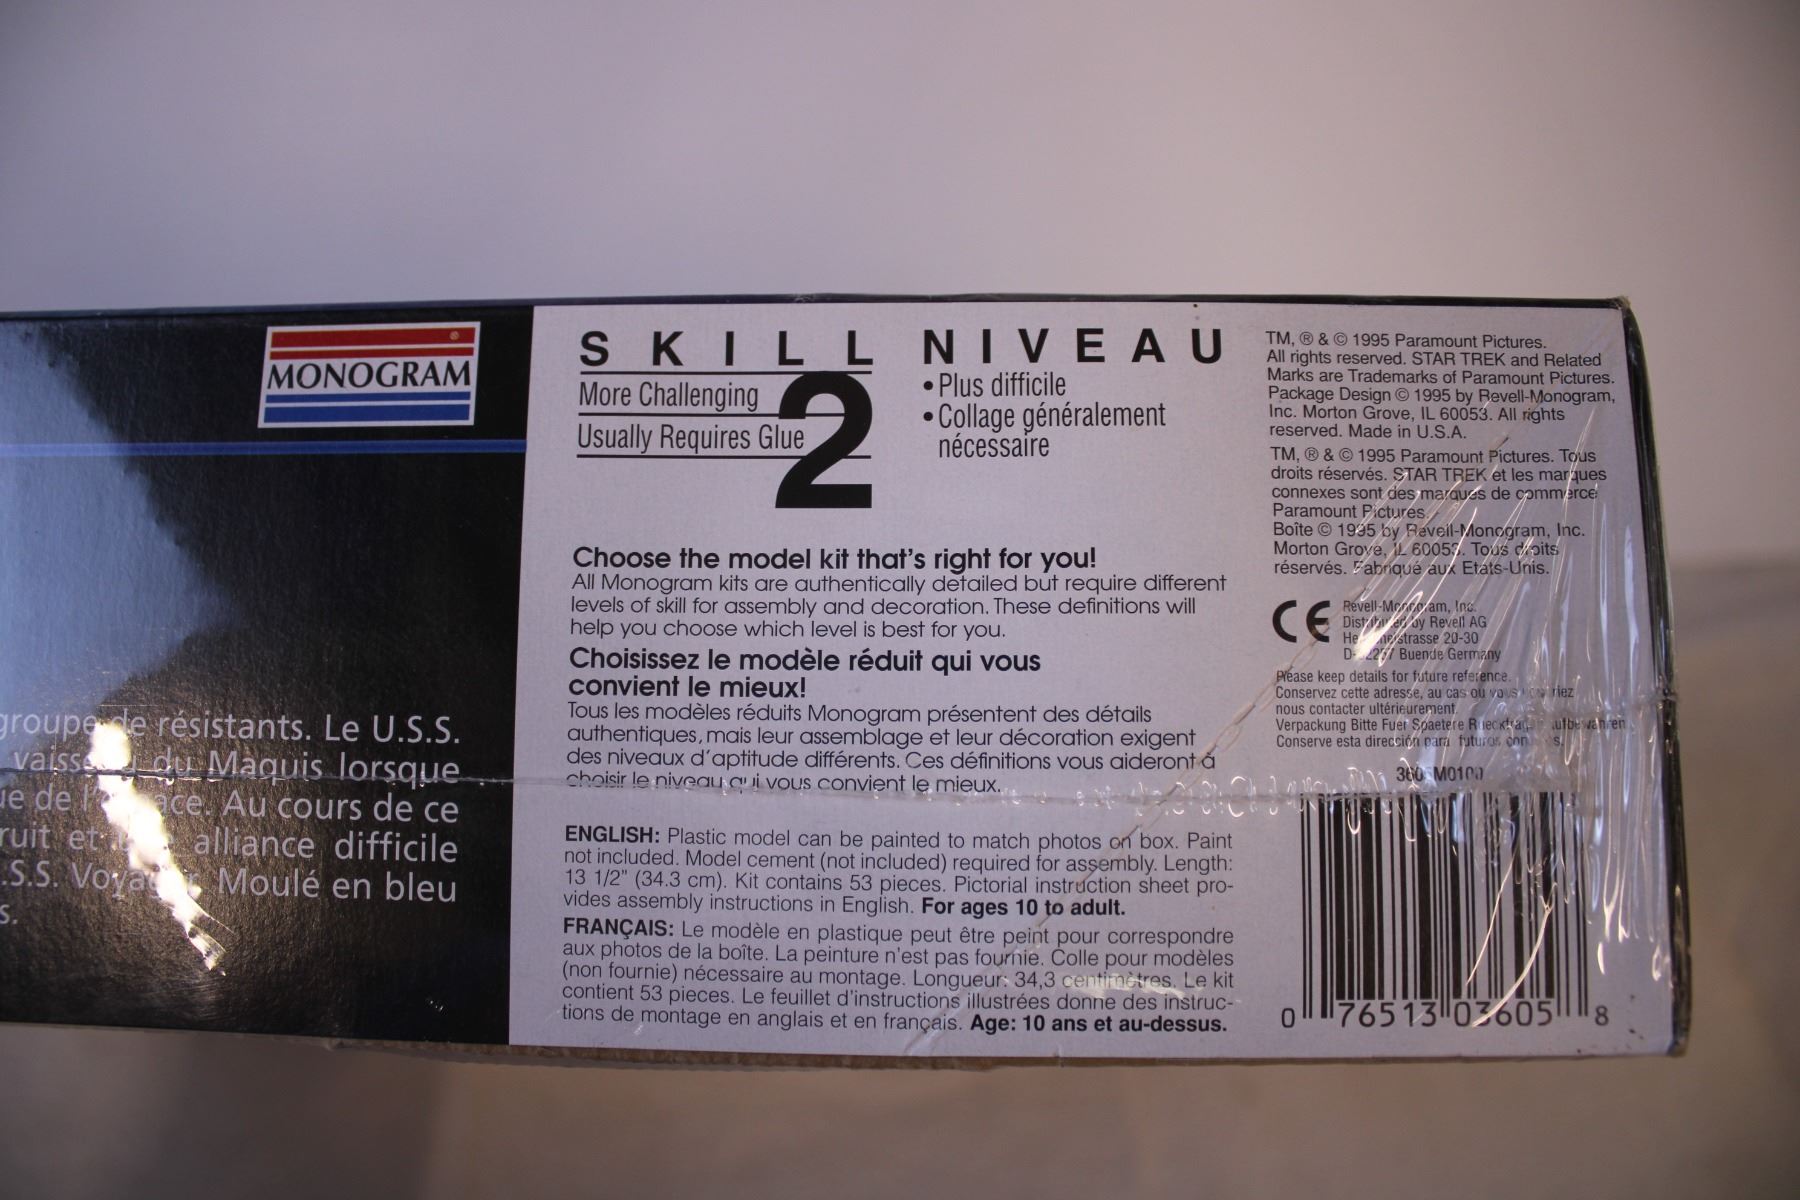 MONOGRAM
groupe de résistants. Le U.S.S.
du Maquis lorsque
de Au cours de ce
et alliance difficile
.S.S. Moulé en bleu
s.
SKILL NIVEAU
2
More Challenging
Usually Requires Glue
• Plus difficile
• Collage généralement
nécessaire
Choose the model kit that's right for you!
All Monogram kits are authentically detailed but require different
levels of skill for assembly and decoration. These definitions will
help you choose which level is best for you.
Choisissez le modèle réduit qui vous
convient le mieux!
Tous les modèles réduits Monogram présentent des détails
authentiques, mais leur assemblage et leur décoration exigent
des niveaux d'aptitude différents. Ces définitions vous aideront à
choisir le niveau qui vous convient le mieux.
ENGLISH: Plastic model can be painted to match photos on box. Paint
not included. Model cement (not included) required for assembly. Length:
13 1/2" (34.3 cm). Kit contains 53 pieces. Pictorial instruction sheet pro-
vides assembly instructions in English. For ages 10 to adult.
FRANÇAIS: Le modèle en plastique peut être peint pour correspondre
aux photos de la boîte. La peinture n'est pas fournie. Colle pour modèles
(non fournie) nécessaire au montage. Longueur: 34,3 centimètres. Le kit
contient 53 pieces. Le feuillet d'instructions illustrées donne des instruc-
tions de montage en anglais et en français. Age: 10 ans et au-dessus.
TM, ® & © 1995 Paramount Pictures.
All rights reserved. STAR TREK and Related
Marks are Trademarks of Paramount Pictures.
Package Design © 1995 by Revell-Monogram,
Inc. Morton Grove, IL 60053. All rights
reserved. Made in U.S.A.
TM, ® & © 1995 Paramount Pictures. Tous
droits réservés. STAR TREK et les marques
connexes sont des marques de commerce
Paramount Pictures.
Boîte © 1995 by Revell-Monogram, Inc.
Morton Grove, IL 60053. Tous droits
réservés. Fabriqué aux Etats-Unis.
CE
Revell-Monogram, Inc.
Distributed by Revell AG
20-30
Buende Germany
Please keep details for future reference.
Conservez cette adresse, au cas ou vous
nous contacter ultérieurement.
Verpackung Bitte Fuer Spaetere
Conserve esta dirección para futuros
0 76513 03605 8